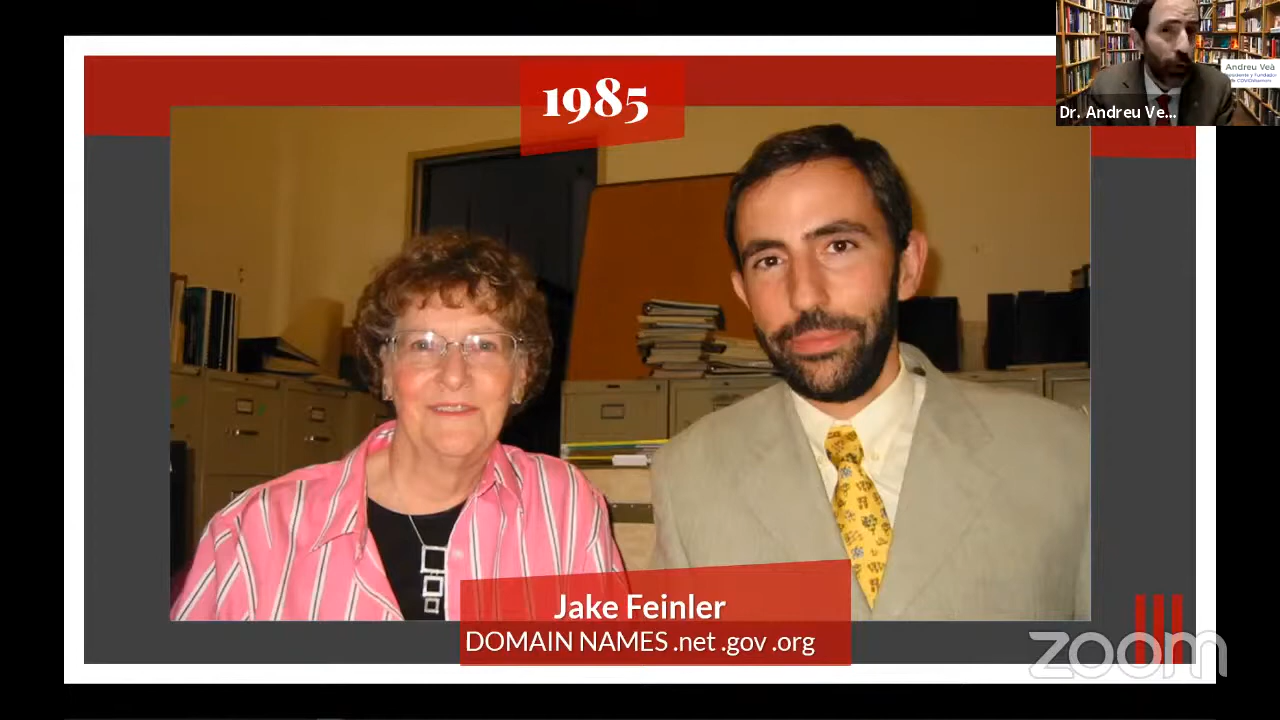 1985
Andreu Veà
Dr. Andreu Ve...
Jake Feinler
DOMAIN NAMES .net .gov .org
zoom